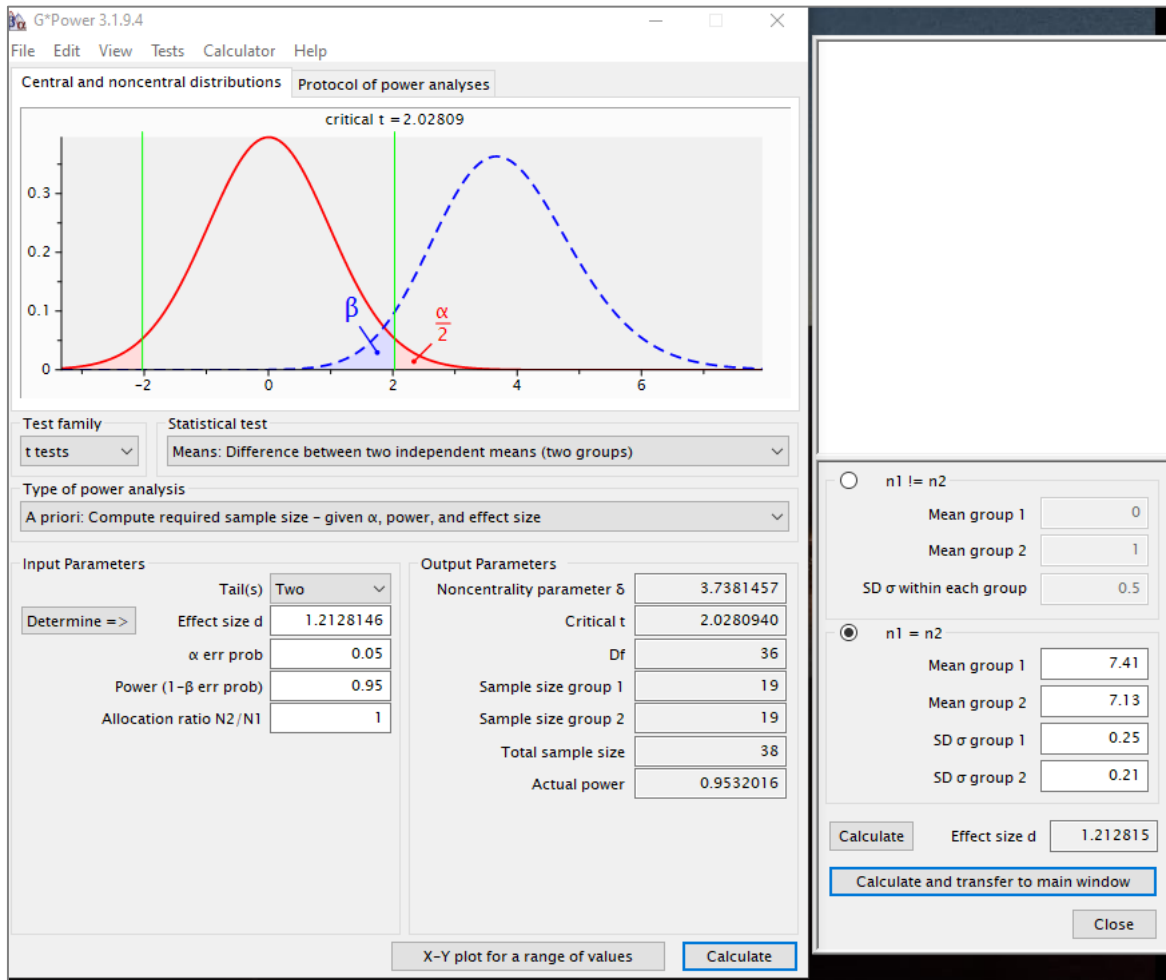 G*Power 3.1.9.4
File Edit View Tests Calculator Help
Central and noncentral distributions Protocol of power analyses
critical t = 2.02809
0.3
0.2
0.1
0
β
α
2
-2 0 2 4 6
Test family Statistical test
t tests Means: Difference between two independent means (two groups)
Type of power analysis
A priori: Compute required sample size – given α, power, and effect size
Input Parameters
Tail(s) Two
Determine => Effect size d 1.2128146
α err prob 0.05
Power (1-β err prob) 0.95
Allocation ratio N2/N1 1
Output Parameters
Noncentrality parameter δ 3.7381457
Critical t 2.0280940
Df 36
Sample size group 1 19
Sample size group 2 19
Total sample size 38
Actual power 0.9532016
X-Y plot for a range of values Calculate
n1 != n2
Mean group 1 0
Mean group 2 1
SD σ within each group 0.5
n1 = n2
Mean group 1 7.41
Mean group 2 7.13
SD σ group 1 0.25
SD σ group 2 0.21
Calculate Effect size d 1.212815
Calculate and transfer to main window
Close